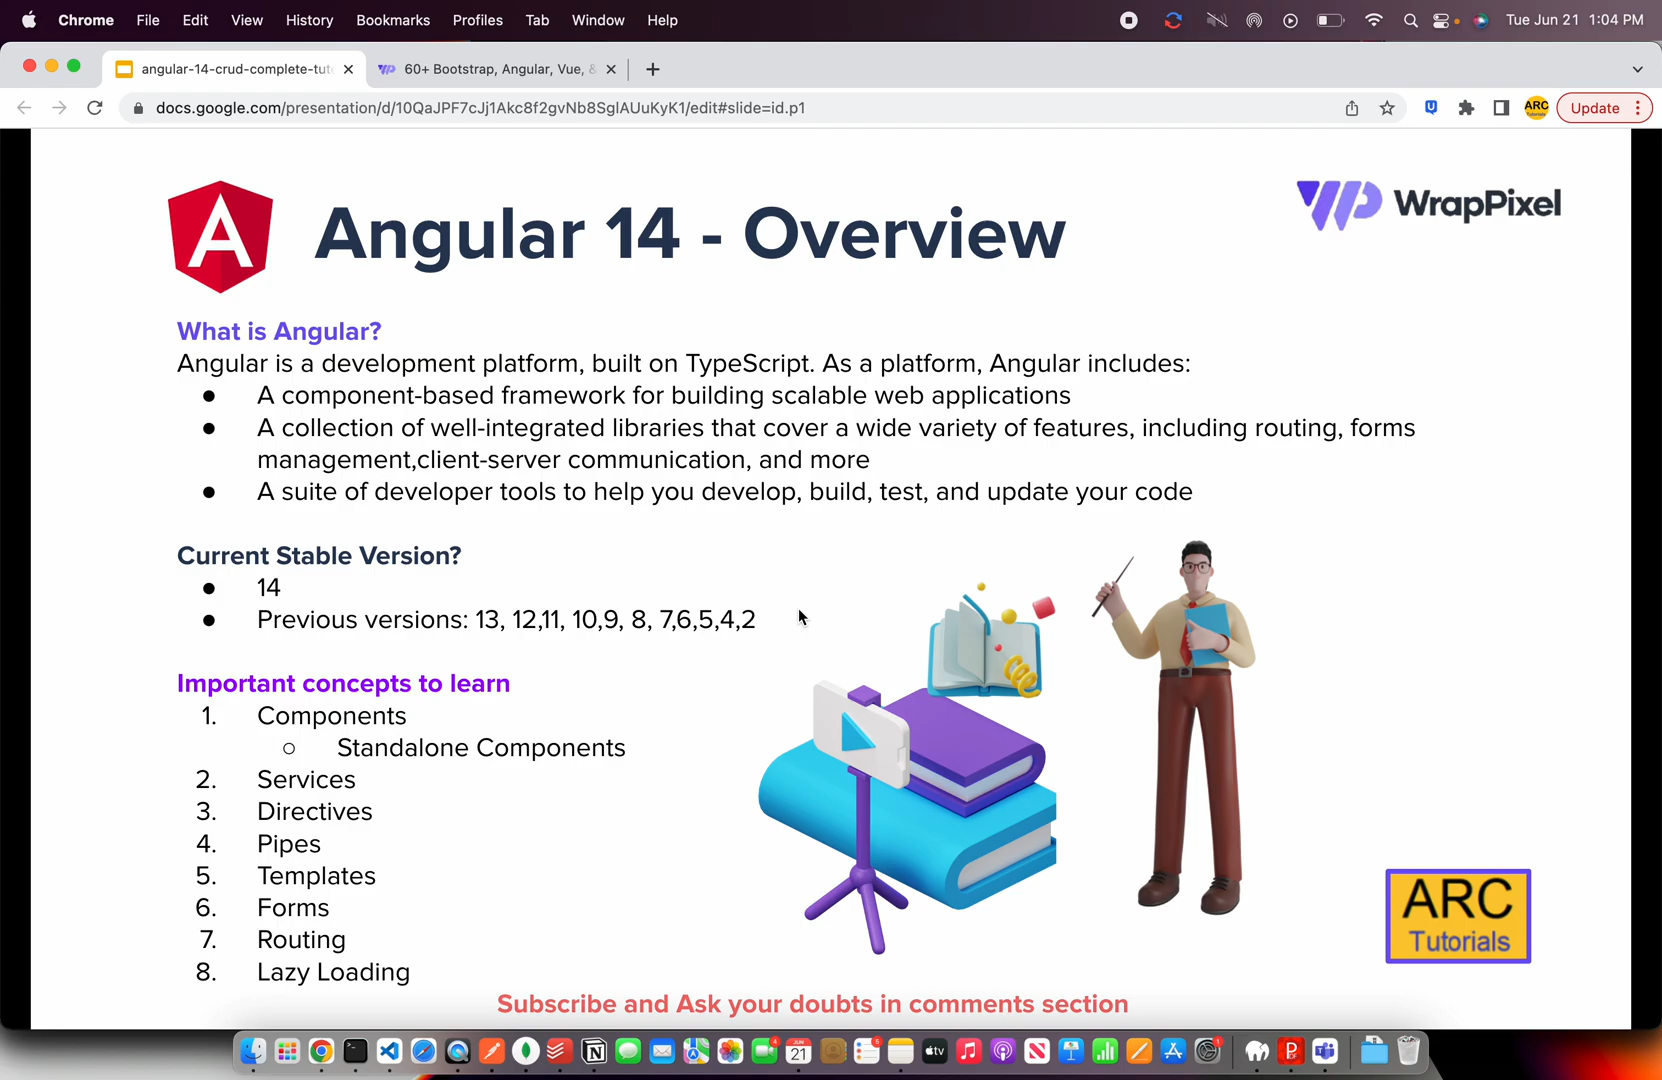 Chrome File Edit View History Bookmarks Profiles Tab Window Help Tue Jun 21 1:04 PM
angular-14-crud-complete-tut 60+ Bootstrap, Angular, Vue, &
docs.google.com/presentation/d/10QaJPF7cJj1Akc8f2gvNb8SglAUuKyK1/edit#slide=id.p1 ARC Update
Angular 14 - Overview
WrapPixel
What is Angular?
Angular is a development platform, built on TypeScript. As a platform, Angular includes:
● A component-based framework for building scalable web applications
● A collection of well-integrated libraries that cover a wide variety of features, including routing, forms
management,client-server communication, and more
● A suite of developer tools to help you develop, build, test, and update your code
Current Stable Version?
● 14
● Previous versions: 13, 12,11, 10,9, 8, 7,6,5,4,2
Important concepts to learn
1. Components
○ Standalone Components
2. Services
3. Directives
4. Pipes
5. Templates
6. Forms
7. Routing
8. Lazy Loading
ARC
Tutorials
Subscribe and Ask your doubts in comments section